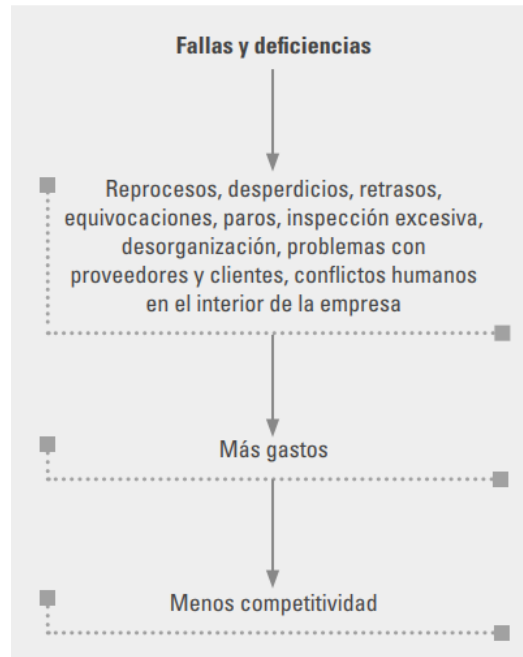 Fallas y deficiencias
Reprocesos, desperdicios, retrasos,
equivocaciones, paros, inspección excesiva,
desorganización, problemas con
proveedores y clientes, conflictos humanos
en el interior de la empresa
Más gastos
Menos competitividad